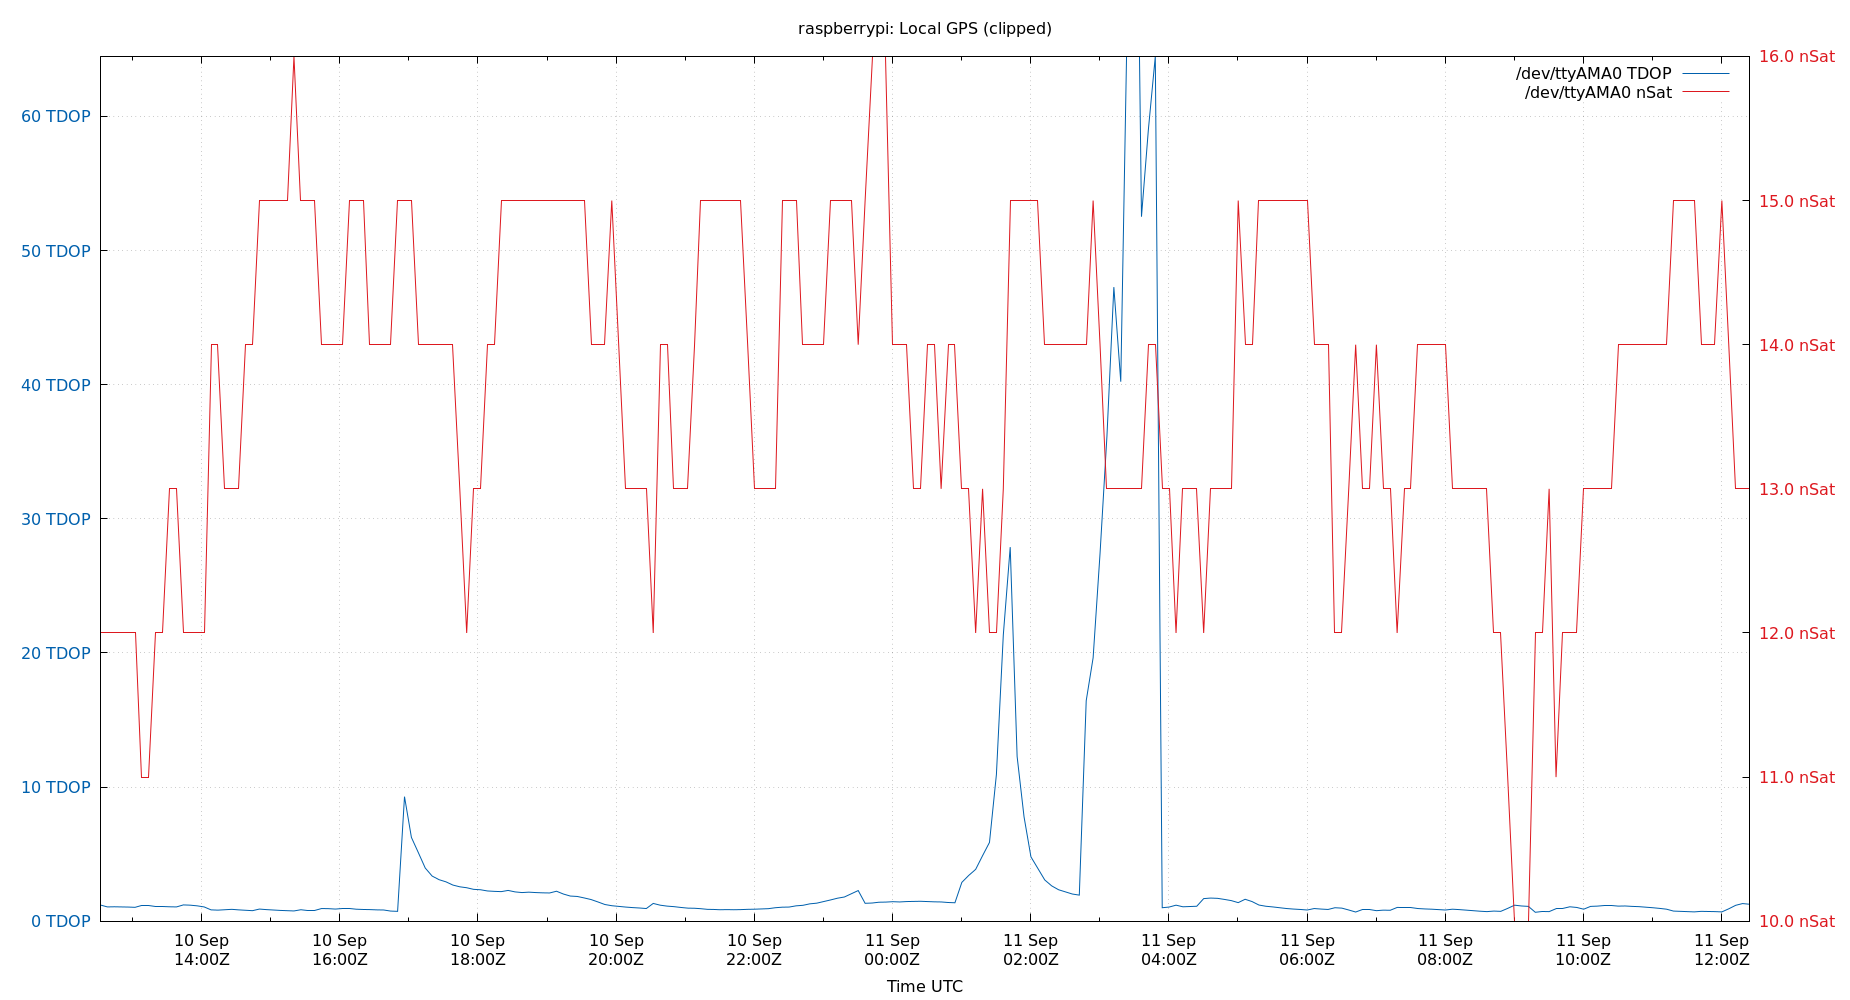 raspberrypi: Local GPS (clipped)
/dev/ttyAMA0 TDOP
/dev/ttyAMA0 nSat
60 TDOP
50 TDOP
40 TDOP
30 TDOP
20 TDOP
10 TDOP
0 TDOP
16.0 nSat
15.0 nSat
14.0 nSat
13.0 nSat
12.0 nSat
11.0 nSat
10.0 nSat
10 Sep
14:00Z
10 Sep
16:00Z
10 Sep
18:00Z
10 Sep
20:00Z
10 Sep
22:00Z
11 Sep
00:00Z
11 Sep
02:00Z
11 Sep
04:00Z
11 Sep
06:00Z
11 Sep
08:00Z
11 Sep
10:00Z
11 Sep
12:00Z
Time UTC